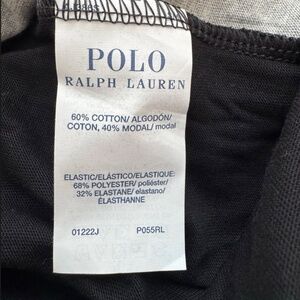 POLO
RALPH LAUREN
60% COTTON/ ALGODÓN/
COTON, 40% MODAL/ modal
ELASTIC/ELÁSTICO/ELASTIQUE:
68% POLYESTER/ poliéster/
32% ELASTANE/ elastano/
ÉLASTHANNE
01222J P055RL